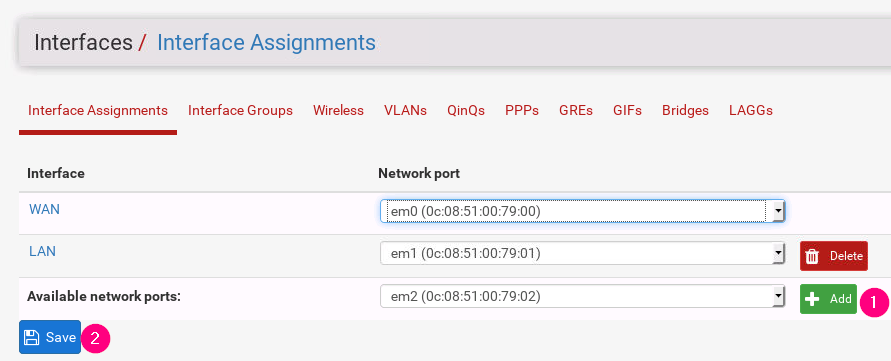 Interfaces / Interface Assignments
Interface Assignments Interface Groups Wireless VLANs QinQs PPPs GREs GIFs Bridges LAGGs
Interface Network port
WAN em0 (0c:08:51:00:79:00)
LAN em1 (0c:08:51:00:79:01) Delete
Available network ports: em2 (0c:08:51:00:79:02) Add 1
Save 2